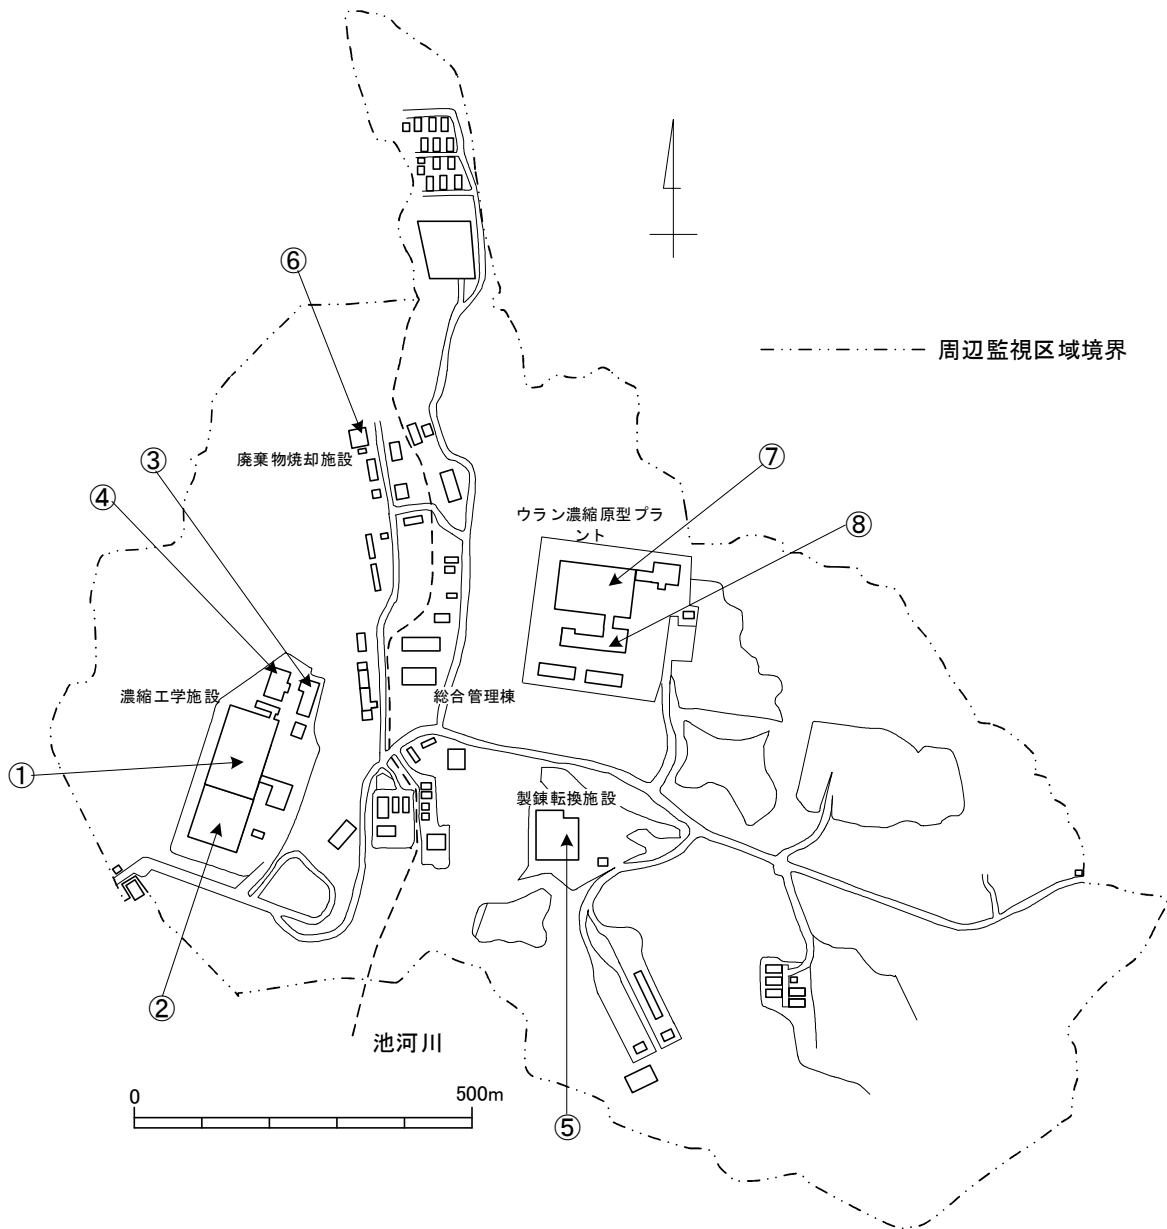 ⑥
周辺監視区域境界
③
廃棄物焼却施設
⑦
④
ウラン濃縮原型プラ
ント
⑧
濃縮工学施設
総合管理棟
①
製錬転換施設
⑤
②
池河川
0
500m